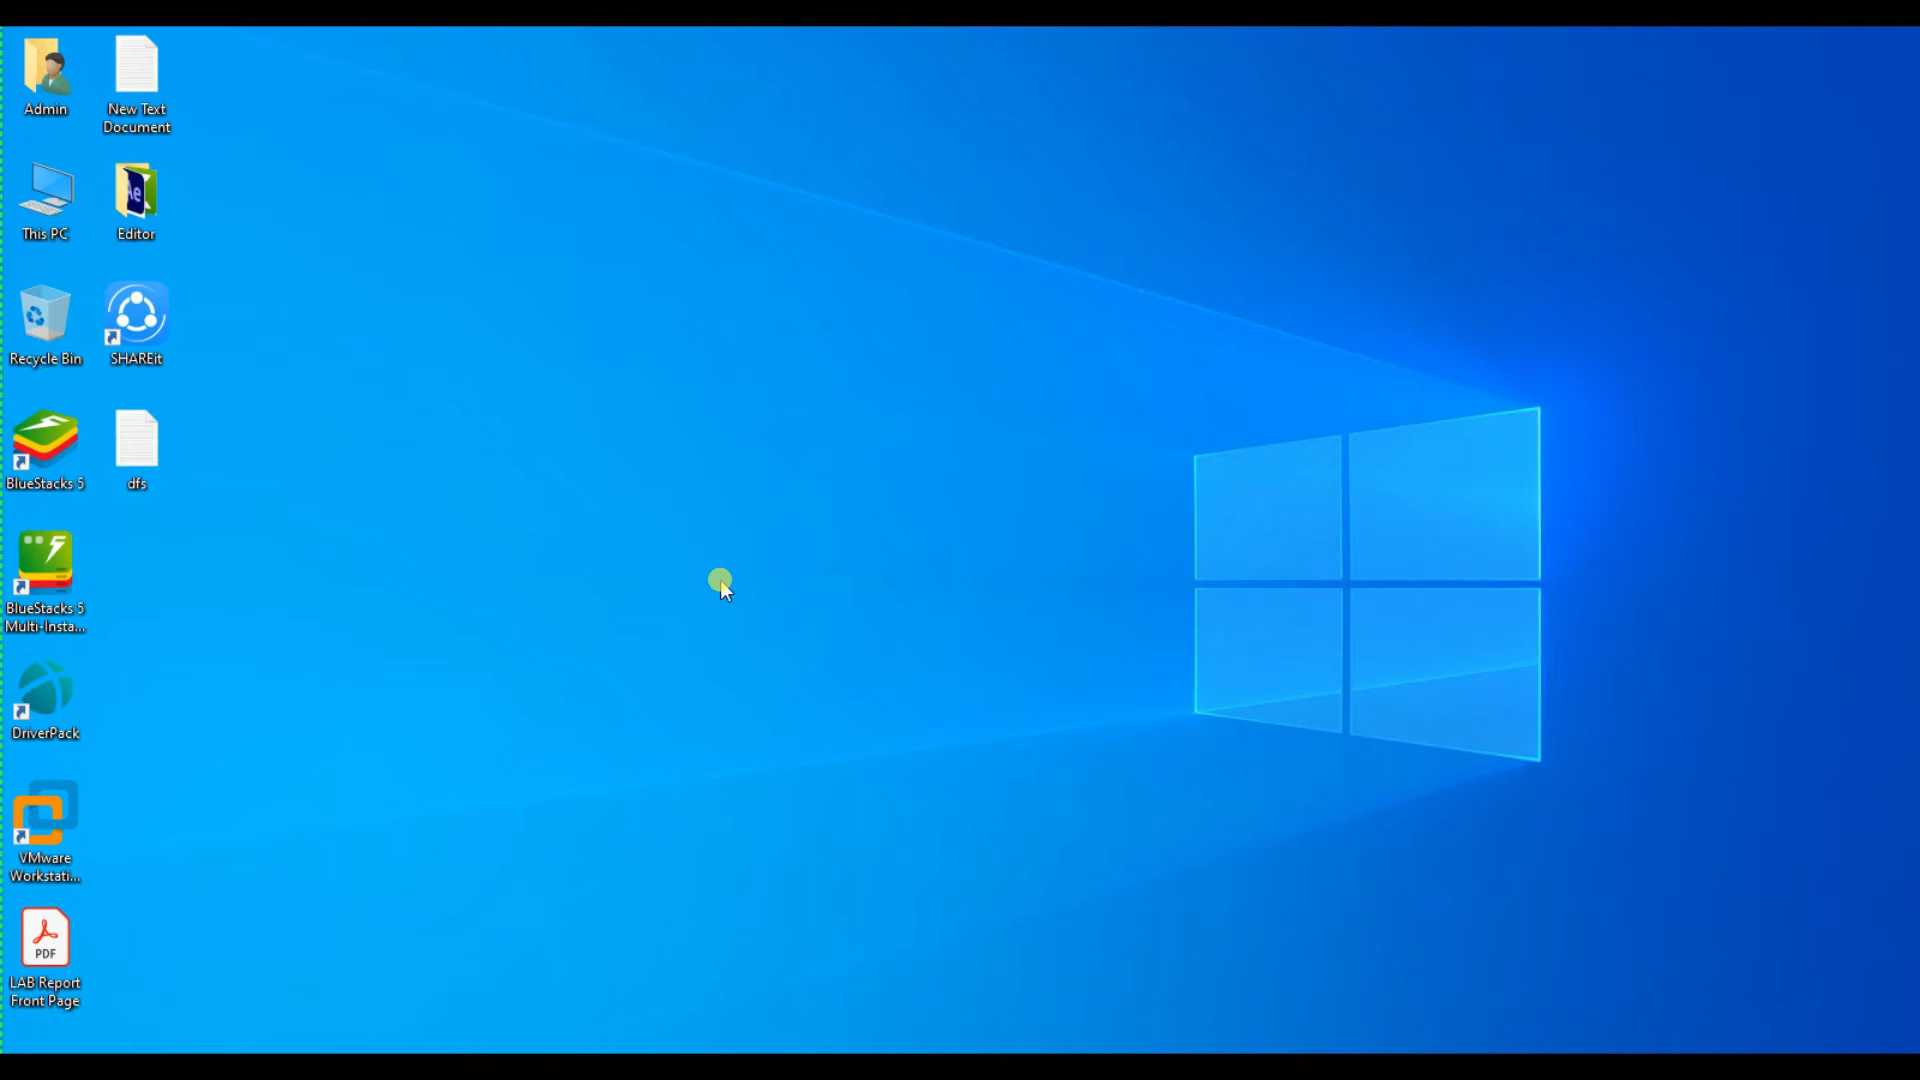 Admin
New Text
Document
This PC
Ae
Editor
Recycle Bin
SHAREit
BlueStacks 5
dfs
BlueStacks 5
Multi-Insta...
DriverPack
VMware
Workstati...
PDF
LAB Report
Front Page